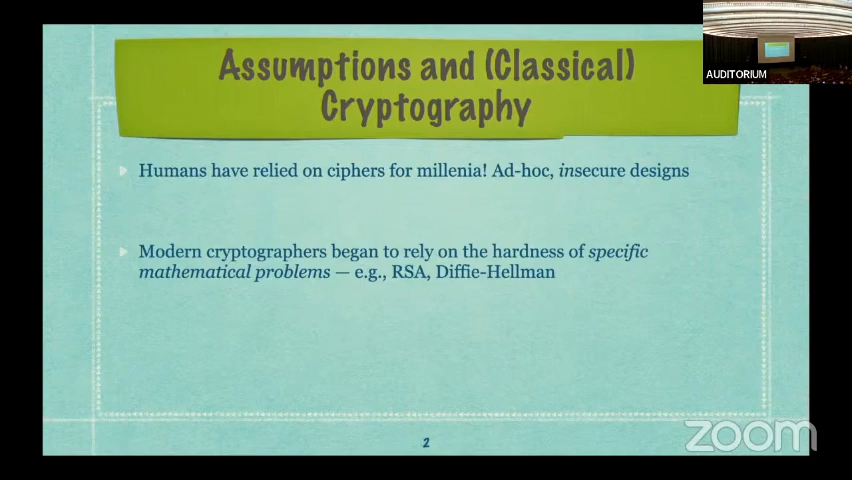 Assumptions and (Classical)
Cryptography
AUDITORIUM
Humans have relied on ciphers for millenia! Ad-hoc, insecure designs
Modern cryptographers began to rely on the hardness of specific
mathematical problems — e.g., RSA, Diffie-Hellman
2
zoom